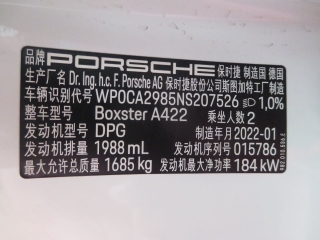 品牌 PORSCHE 保时捷 制造国 德国
生产厂名 Dr. Ing. h.c. F. Porsche AG 保时捷股份公司斯图加特工厂制造
车辆识别代号 WP0CA2985NS207526 1,0%
整车型号 Boxster A422 乘坐人数 2
发动机型号 DPG 制造年月 2022-01
发动机排量 1988 mL 发动机序列号 015786
最大允许总质量 1685 kg 发动机最大净功率 184 kW